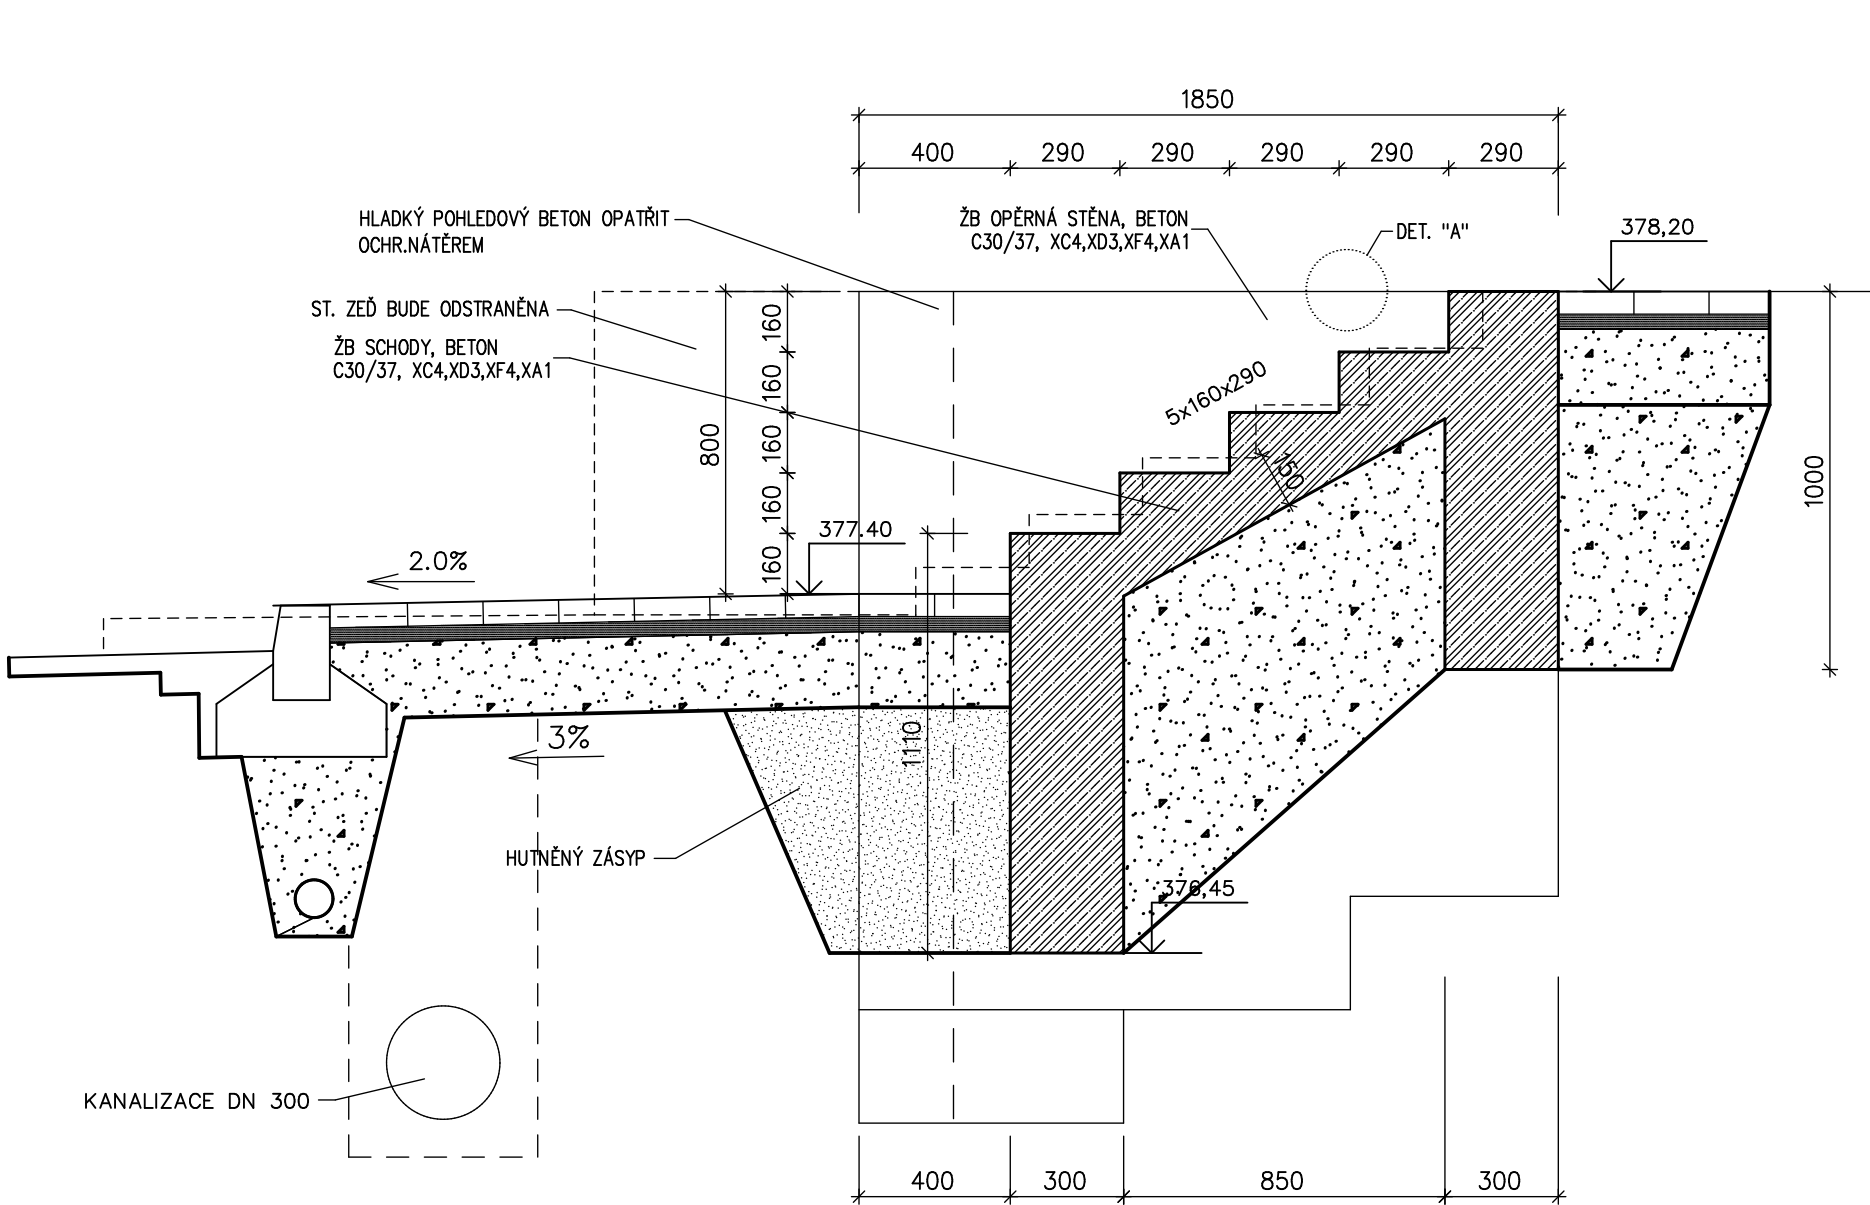 1850
400 290 290 290 290 290
HLADKÝ POHLEDOVÝ BETON OPATŘIT
OCHR.NÁTĚREM
ŽB OPĚRNÁ STĚNA, BETON
C30/37, XC4,XD3,XF4,XA1
DET. "A"
378,20
ST. ZEĎ BUDE ODSTRANĚNA
ŽB SCHODY, BETON
C30/37, XC4,XD3,XF4,XA1
160
160
160
160
160
800
5x160x290
150
1000
377.40
2.0%
3%
1110
HUTNĚNÝ ZÁSYP
376,45
KANALIZACE DN 300
400 300 850 300